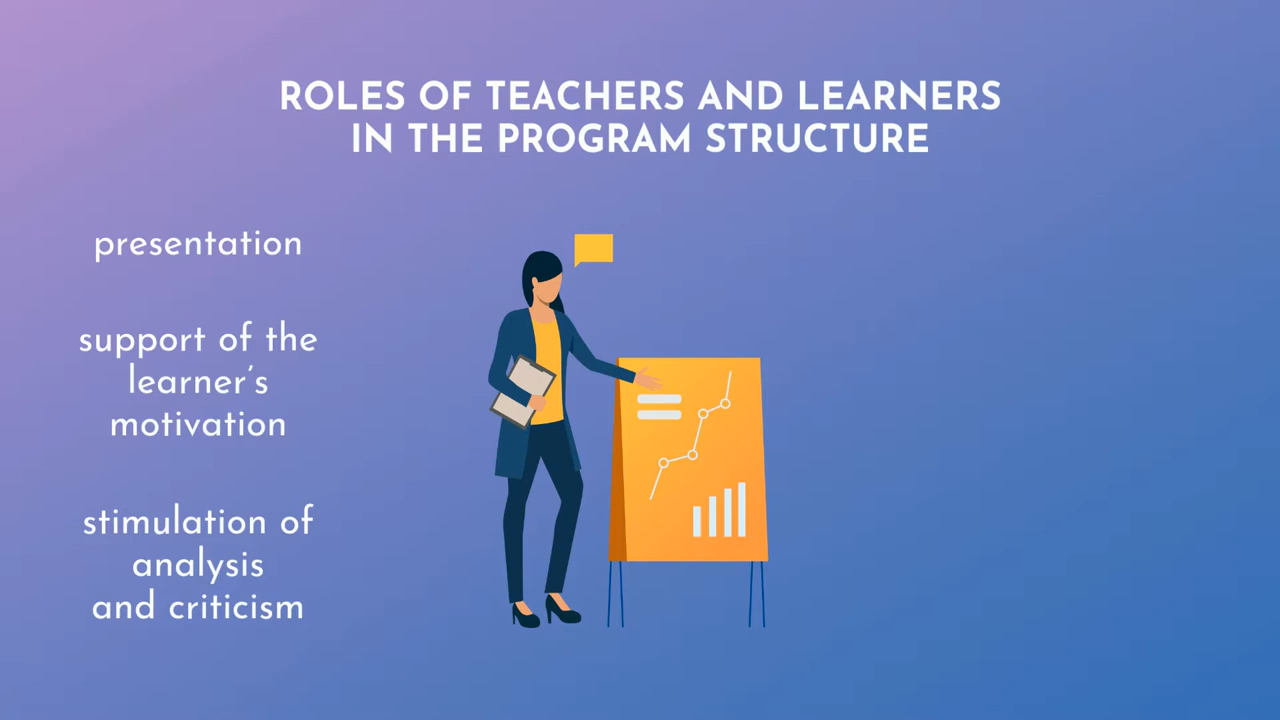 ROLES OF TEACHERS AND LEARNERS
IN THE PROGRAM STRUCTURE
presentation
support of the
learner's
motivation
stimulation of
analysis
and criticism